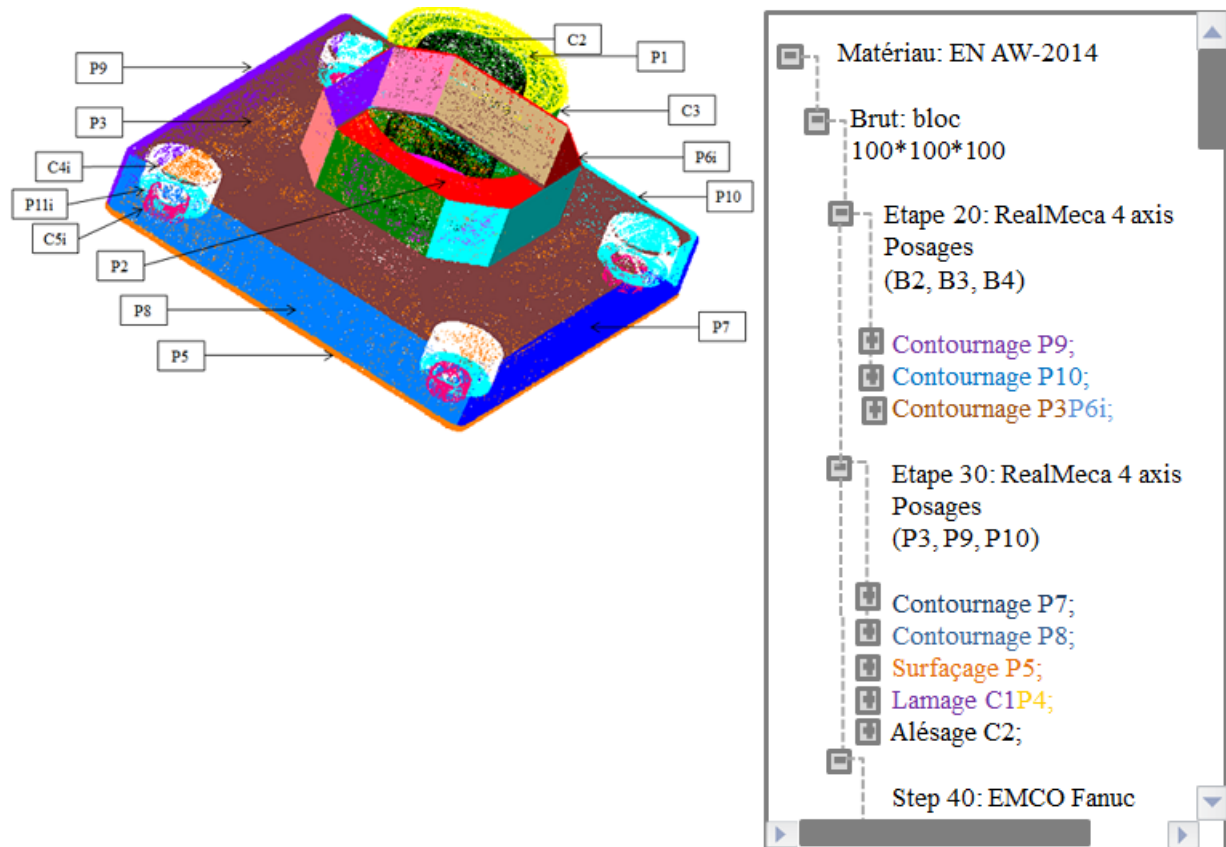 C2
P1
P9
C3
P3
P6i
C4i
P10
P11i
C5i
P2
P8
P7
P5
Matériau: EN AW-2014
Brut: bloc
100*100*100
Etape 20: RealMeca 4 axis
Posages
(B2, B3, B4)
Contournage P9;
Contournage P10;
Contournage P3P6i;
Etape 30: RealMeca 4 axis
Posages
(P3, P9, P10)
Contournage P7;
Contournage P8;
Surfaçage P5;
Lamage C1P4;
Alésage C2;
Step 40: EMCO Fanuc